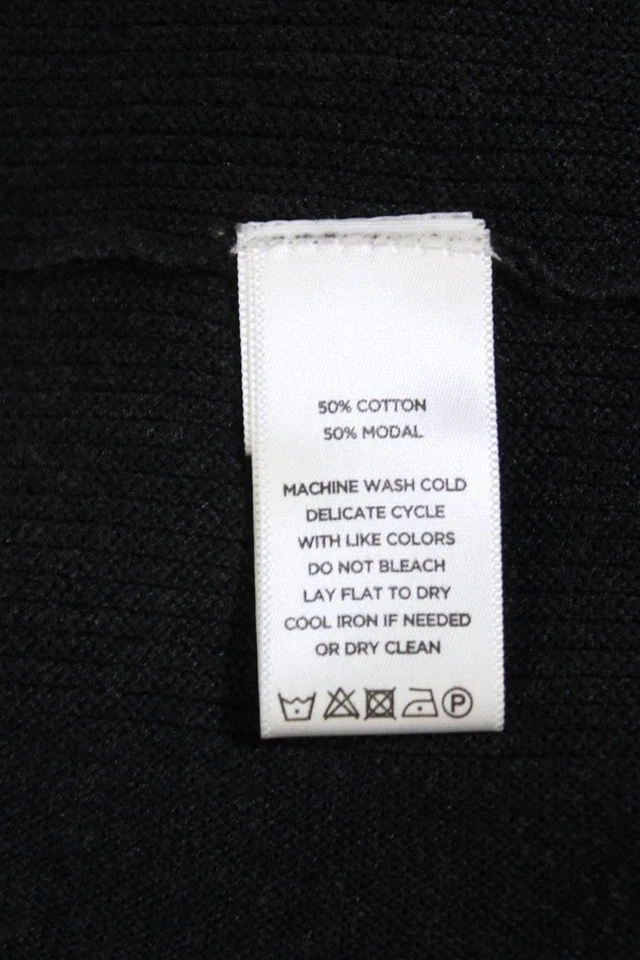 50% COTTON
50% MODAL
MACHINE WASH COLD
DELICATE CYCLE
WITH LIKE COLORS
DO NOT BLEACH
LAY FLAT TO DRY
COOL IRON IF NEEDED
OR DRY CLEAN
P